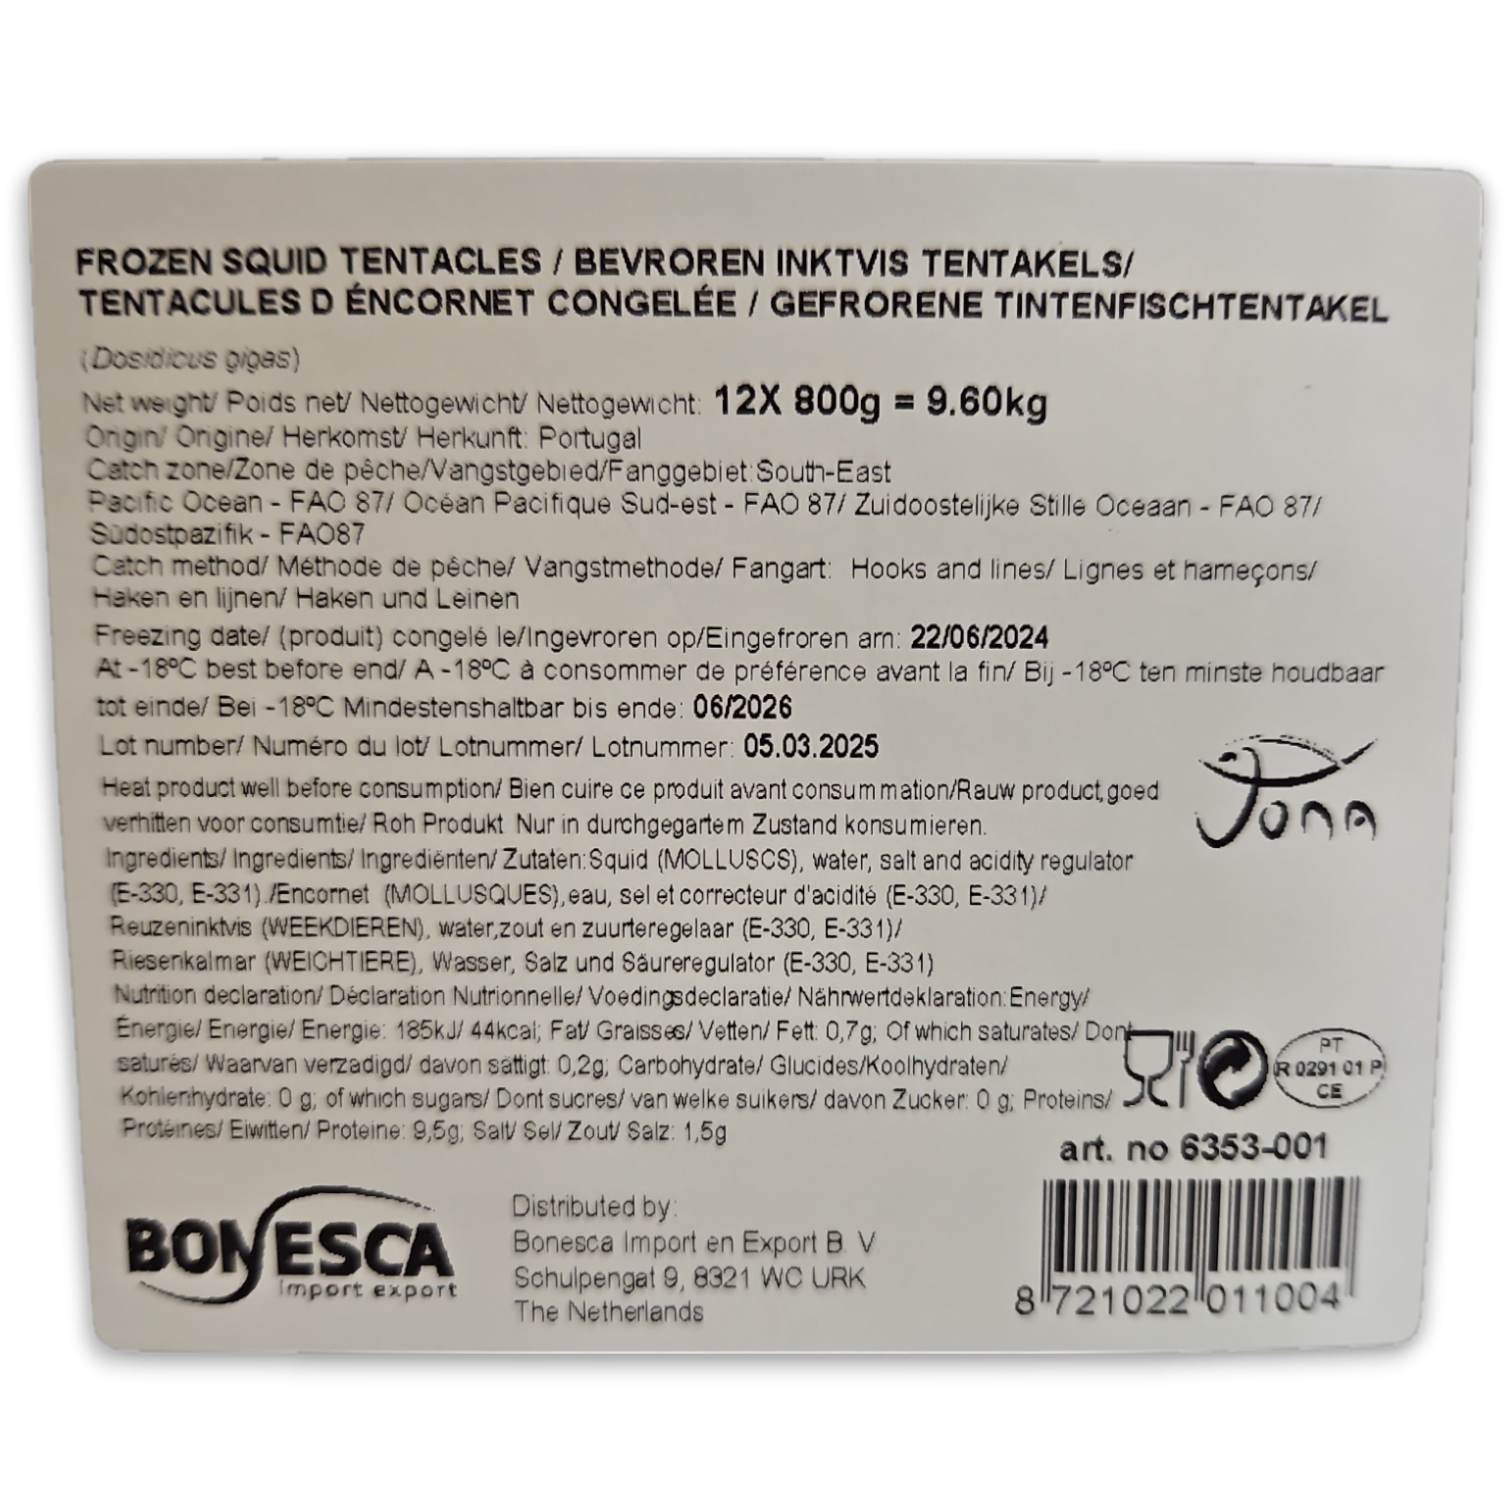 FROZEN SQUID TENTACLES / BEVROREN INKTVIS TENTAKELS/
TENTACULES D ÉNCORNET CONGELÉE / GEFRORENE TINTENFISCHTENTAKEL
(Dosidicus gigas)
Net weight/ Poids net/ Nettogewicht/ Nettogewicht: 12X 800g = 9.60kg
Origin/ Origine/ Herkomst/ Herkunft: Portugal
Catch zone/Zone de pêche/Vangstgebied/Fanggebiet:South-East
Pacific Ocean - FAO 87/ Océan Pacifique Sud-est - FAO 87/ Zuidoostelijke Stille Oceaan - FAO 87/
Südostpazifik - FAO87
Catch method/ Méthode de pêche/ Vangstmethode/ Fangart: Hooks and lines/ Lignes et hameçons/
Haken en lijnen/ Haken und Leinen
Freezing date/ (produit) congelé le/Ingevroren op/Eingefroren am: 22/06/2024
At -18ºC best before end/ A -18ºC à consommer de préférence avant la fin/ Bij -18ºC ten minste houdbaar
tot einde/ Bei -18ºC Mindestenshaltbar bis ende: 06/2026
Lot number/ Numéro du lot/ Lotnummer/ Lotnummer: 05.03.2025
Jona
Heat product well before consumption/ Bien cuire ce produit avant consummation/Rauw product,goed
verhitten voor consumtie/ Roh Produkt Nur in durchgegartem Zustand konsumieren.
Ingredients/ Ingredients/ Ingrediënten/ Zutaten:Squid (MOLLUSCS), water, salt and acidity regulator
(E-330, E-331)./Encornet (MOLLUSQUES),eau, sel et correcteur d'acidité (E-330, E-331)/
Reuzeninktvis (WEEKDIEREN), water,zout en zuurteregelaar (E-330, E-331)/
Riesenkalmar (WEICHTIERE), Wasser, Salz und Säureregulator (E-330, E-331)
Nutrition declaration/ Déclaration Nutrionnelle/ Voedingsdeclaratie/ Nährwertdeklaration:Energy/
Énergie/ Energie/ Energie: 185kJ/ 44kcal; Fat/ Graisses/ Vetten/ Fett: 0,7g; Of which saturates/ Dont
saturés/ Waarvan verzadigd/ davon sättigt: 0,2g; Carbohydrate/ Glucides/Koolhydraten/
Kohlenhydrate: 0 g; of which sugars/ Dont sucres/ van welke suikers/ davon Zucker: 0 g; Proteins/
Protéines/ Eiwitten/ Proteine: 9,5g; Salt/ Sel/ Zout/ Salz: 1,5g
PT
R 0291 01 P
CE
art. no 6353-001
BONESCA
import export
Distributed by:
Bonesca Import en Export B. V
Schulpengat 9, 8321 WC URK
The Netherlands
8 721022 011004